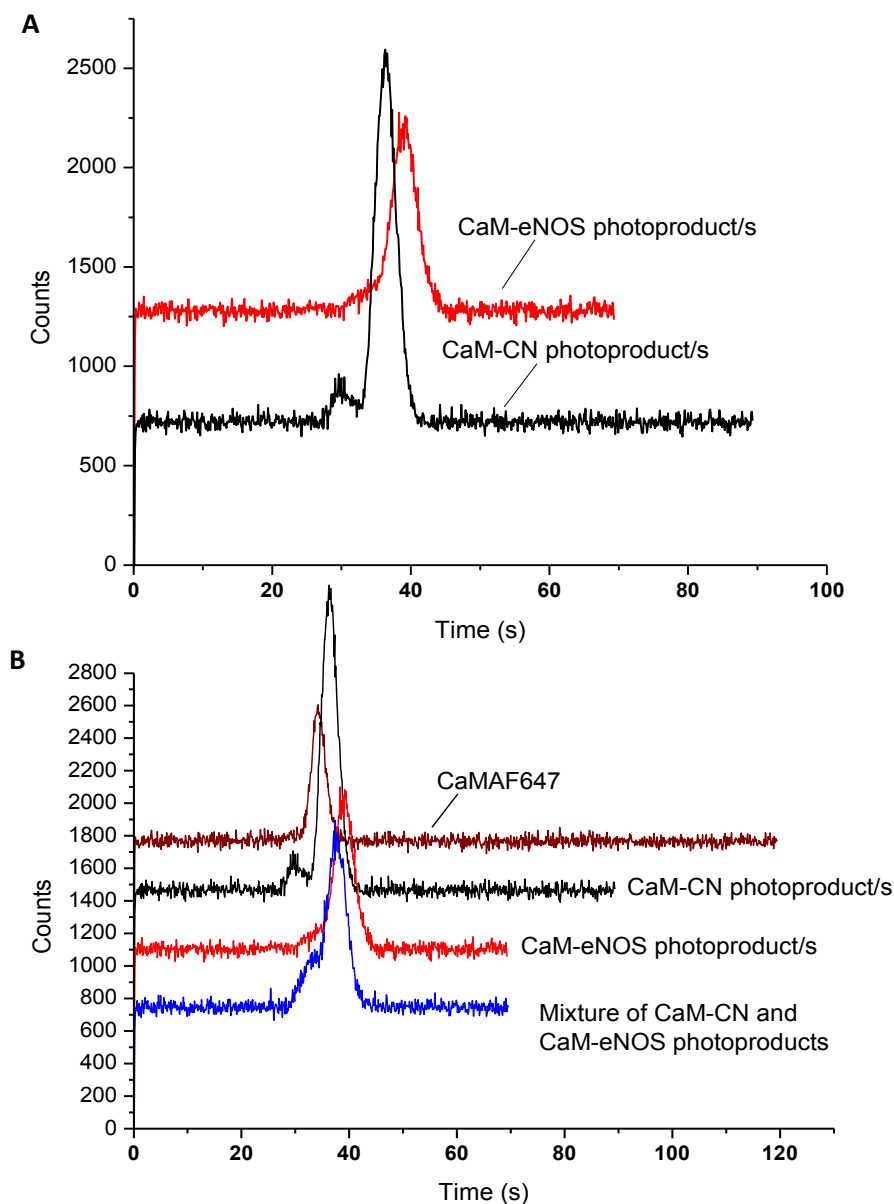 A
2500
2000
1500
1000
500
0
Counts
CaM-eNOS photoproduct/s
CaM-CN photoproduct/s
0 20 40 60 80 100
Time (s)
B
2800
2600
2400
2200
2000
1800
1600
1400
1200
1000
800
600
400
200
0
Counts
CaMAF647
CaM-CN photoproduct/s
CaM-eNOS photoproduct/s
Mixture of CaM-CN and
CaM-eNOS photoproducts
0 20 40 60 80 100 120
Time (s)